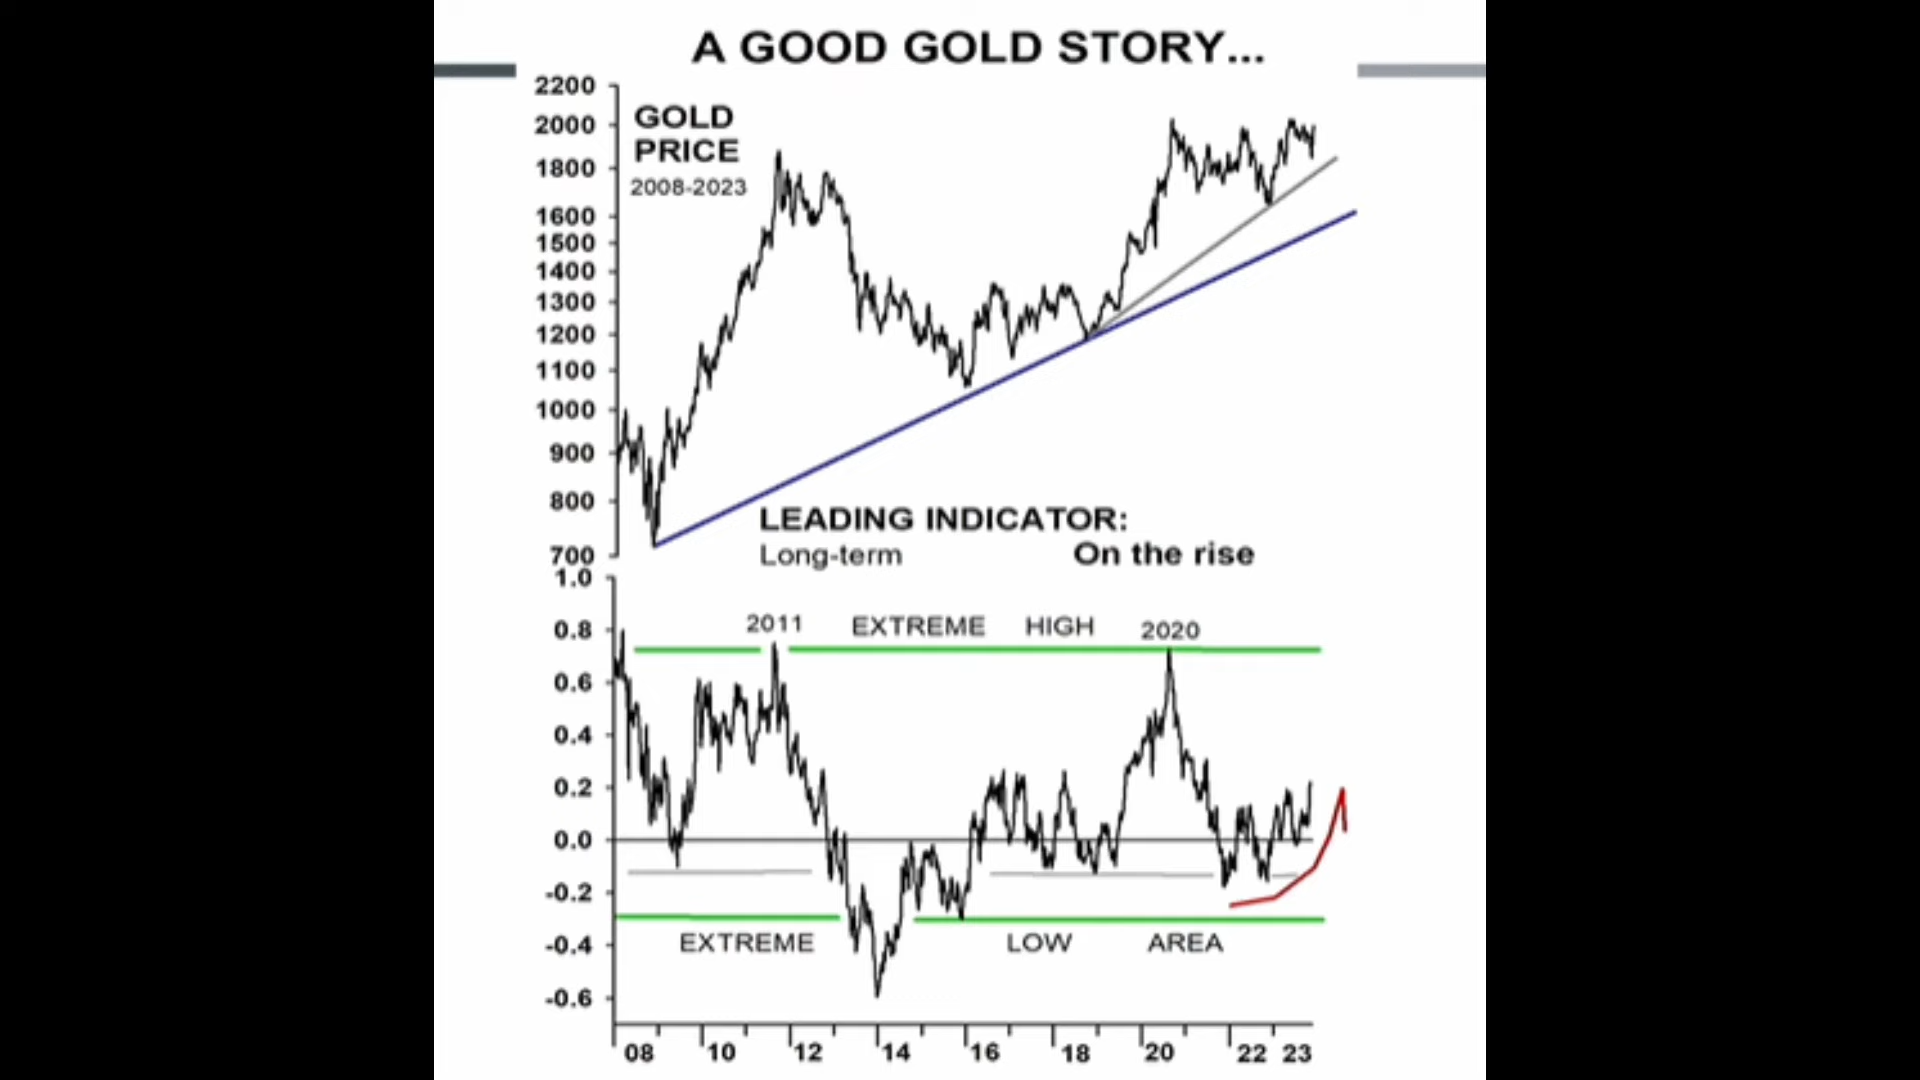 A GOOD GOLD STORY...
GOLD
PRICE
2008-2023
2200
2000
1800
1600
1500
1400
1300
1200
1100
1000
900
800
700
LEADING INDICATOR:
Long-term On the rise
1.0
0.8
0.6
0.4
0.2
0.0
-0.2
-0.4
-0.6
2011 EXTREME HIGH 2020
EXTREME LOW AREA
08 10 12 14 16 18 20 22 23